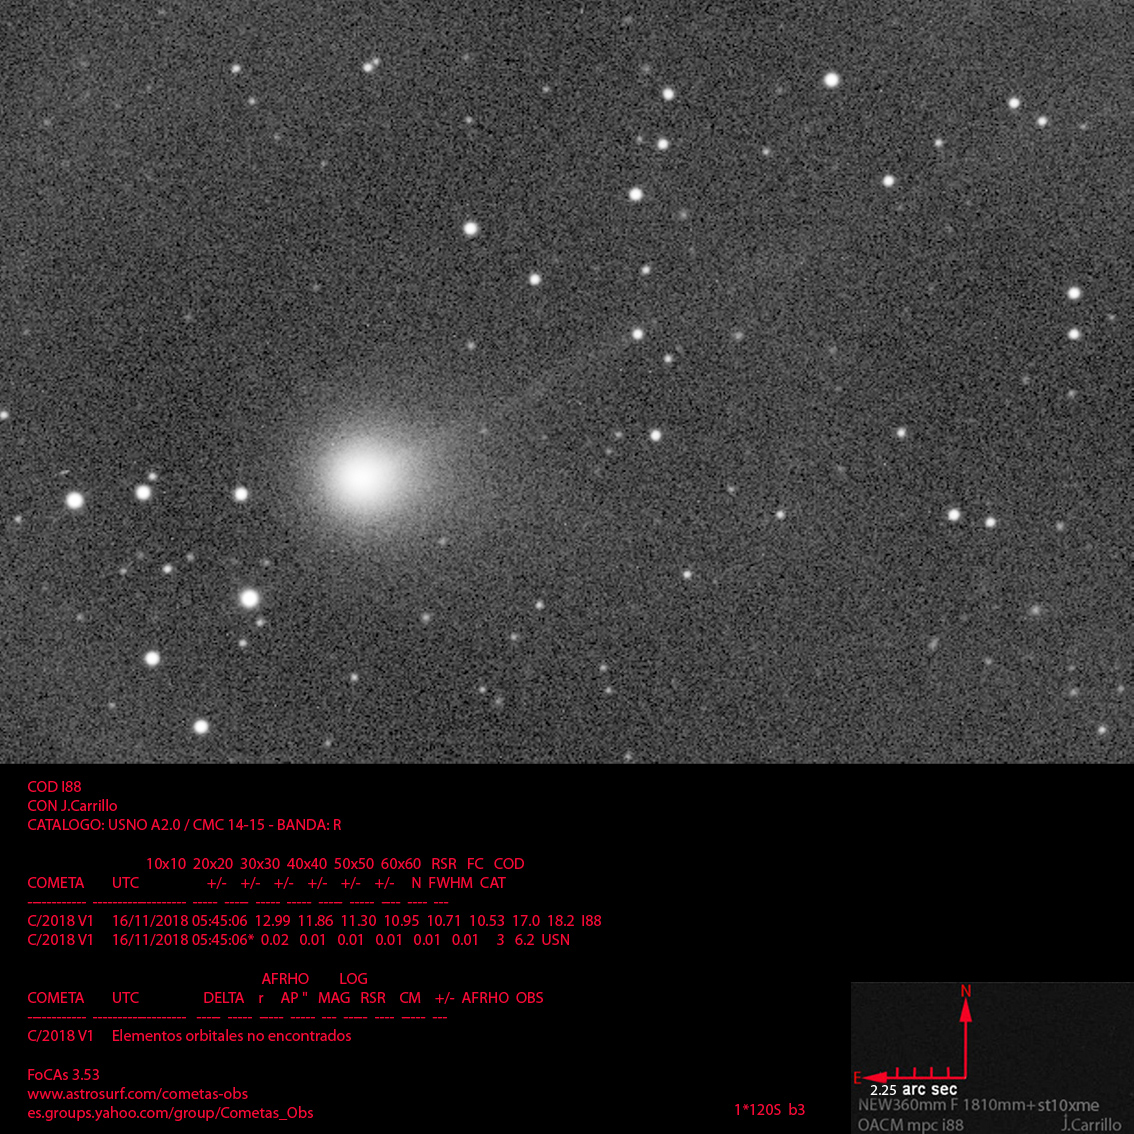 COD I88
CON J.Carrillo
CATALOGO: USNO A2.0 / CMC 14-15 - BANDA: R
10x10 20x20 30x30 40x40 50x50 60x60 RSR FC COD
COMETA UTC +/- +/- +/- +/- +/- +/- N FWHM CAT
------------ ------------------- ----- ----- ----- ----- ----- ----- ---- ---- ---
C/2018 V1 16/11/2018 05:45:06 12.99 11.86 11.30 10.95 10.71 10.53 17.0 18.2 I88
C/2018 V1 16/11/2018 05:45:06* 0.02 0.01 0.01 0.01 0.01 0.01 3 6.2 USN
AFRHO LOG
COMETA UTC DELTA r AP " MAG RSR CM +/- AFRHO OBS
------------ ------------------- ----- ----- ----- ----- --- ----- ---- ----- ---
C/2018 V1 Elementos orbitales no encontrados
FoCAs 3.53
www.astrosurf.com/cometas-obs
es.groups.yahoo.com/group/Cometas_Obs
1*120S b3
N
E
2.25 arc sec
NEW360mm F 1810mm+st10xme
OACM mpc i88 J.Carrillo